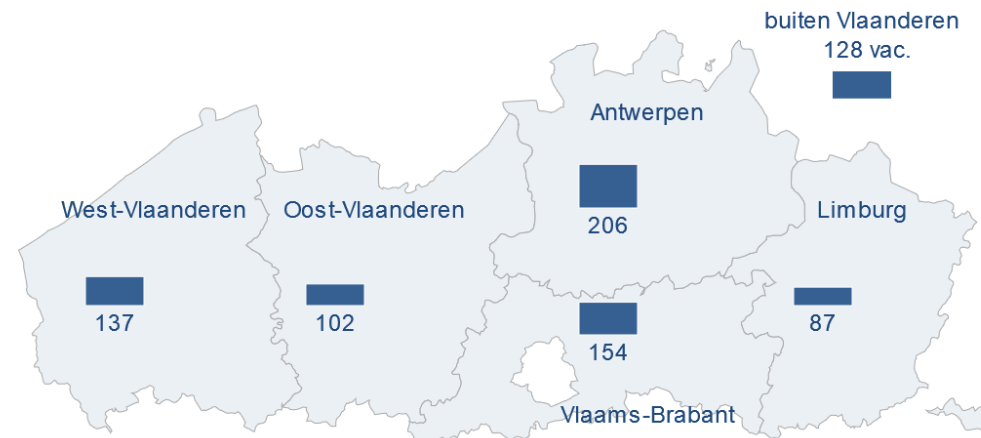 buiten Vlaanderen
128 vac.
Antwerpen
206
West-Vlaanderen
137
Oost-Vlaanderen
102
Limburg
87
154
Vlaams-Brabant